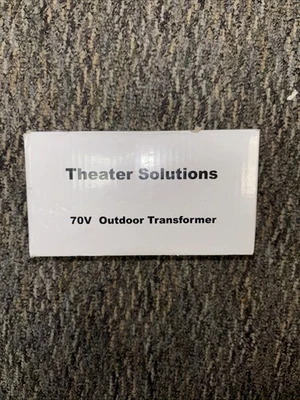 Theater Solutions
70V Outdoor Transformer